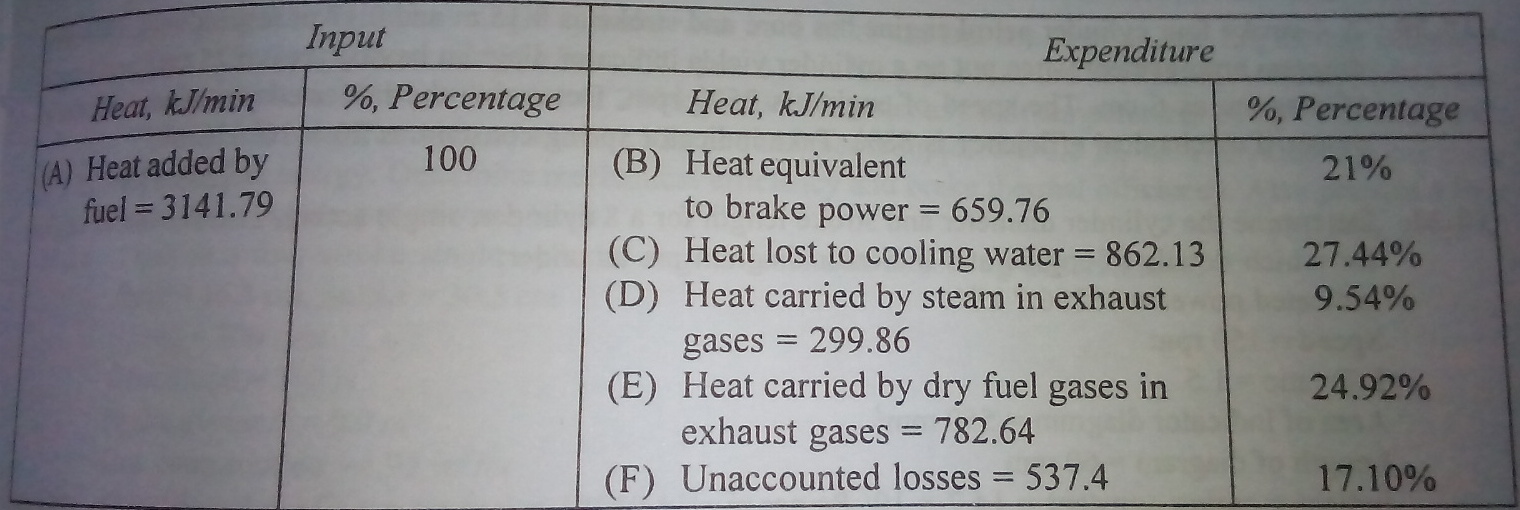 Input
Expenditure
Heat, kJ/min
%, Percentage
Heat, kJ/min
%, Percentage
(A) Heat added by
fuel = 3141.79
100
(B) Heat equivalent
to brake power = 659.76
21%
(C) Heat lost to cooling water = 862.13
27.44%
(D) Heat carried by steam in exhaust
gases = 299.86
9.54%
(E) Heat carried by dry fuel gases in
exhaust gases = 782.64
24.92%
(F) Unaccounted losses = 537.4
17.10%